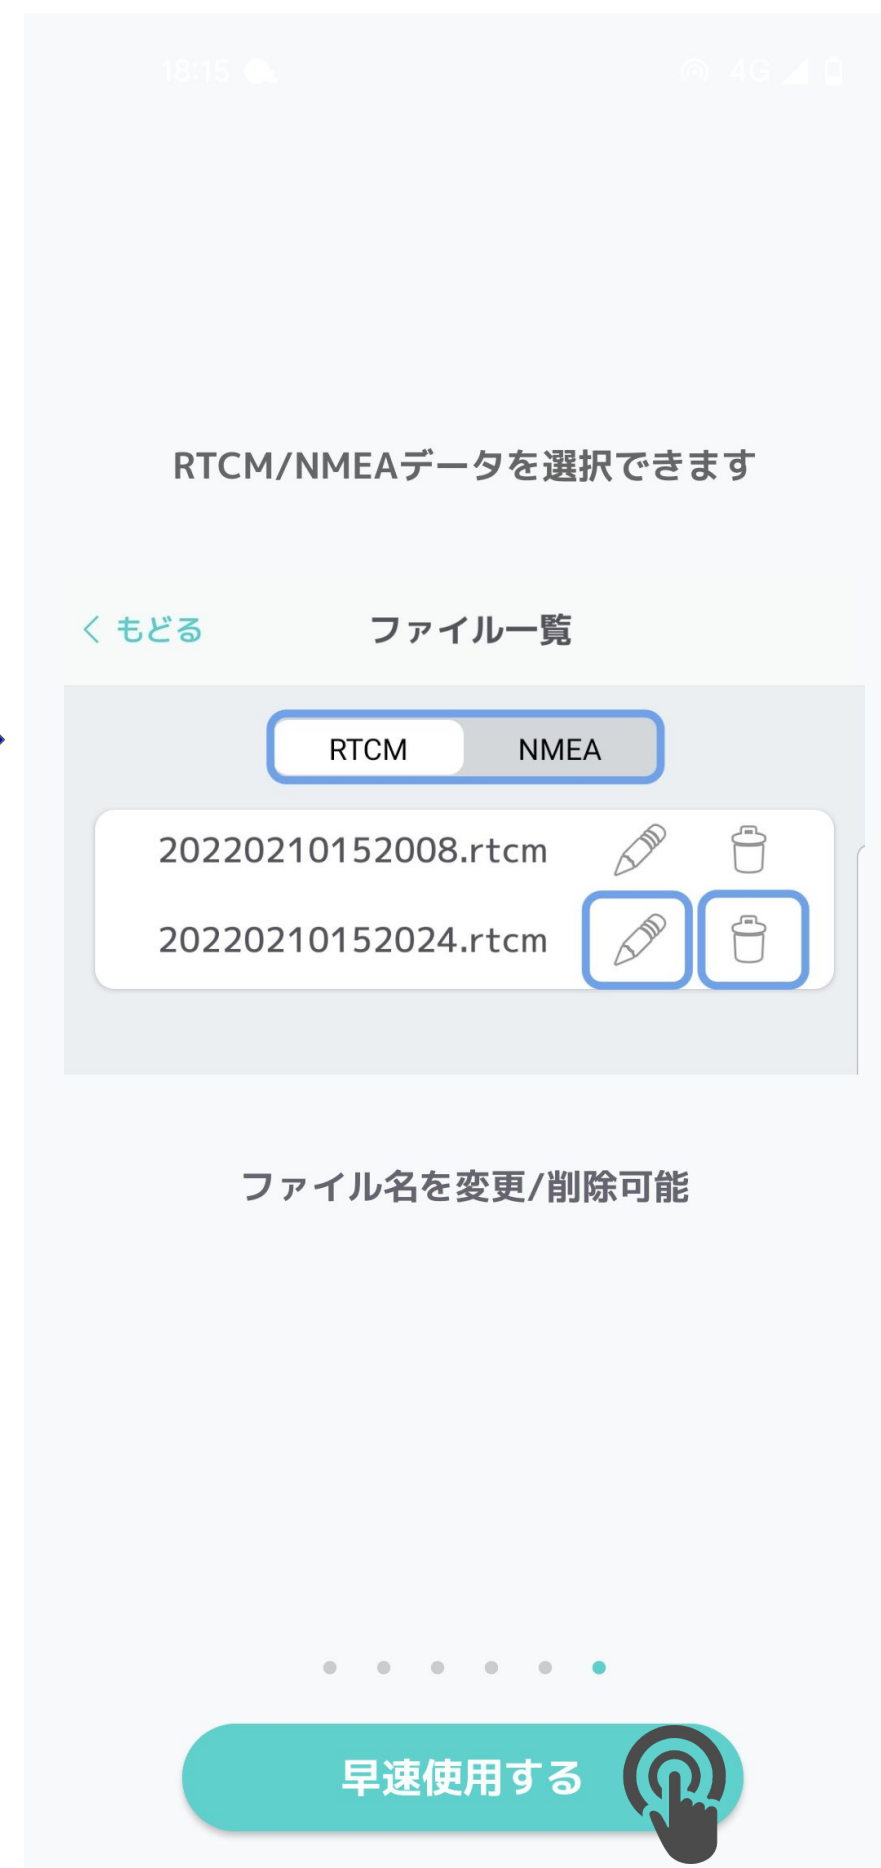 18:15 4G
RTCM/NMEAデータを選択できます
< もどる ファイル一覧
RTCM NMEA
20220210152008.rtcm
20220210152024.rtcm
ファイル名を変更/削除可能
早速使用する